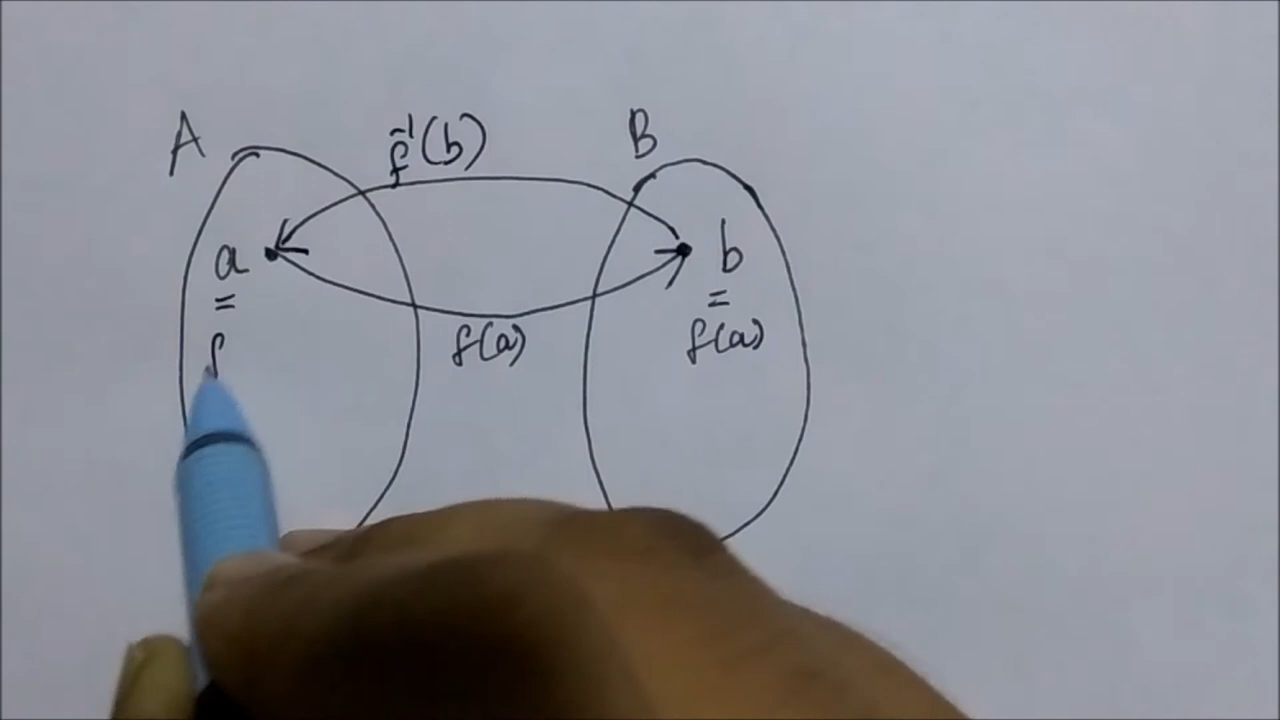 A
f⁻¹(b)
B
a
b
=
=
f
f(a)
f(a)